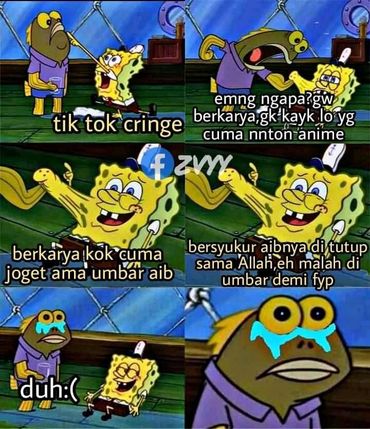 tik tok cringe
emng ngapa?gw
berkarya,gk kayk lo yg
cuma nnton anime
f ZVYY
berkarya kok cuma
joget ama umbar aib
bersyukur aibnya di tutup
sama Allah,eh malah di
umbar demi fyp
duh:(